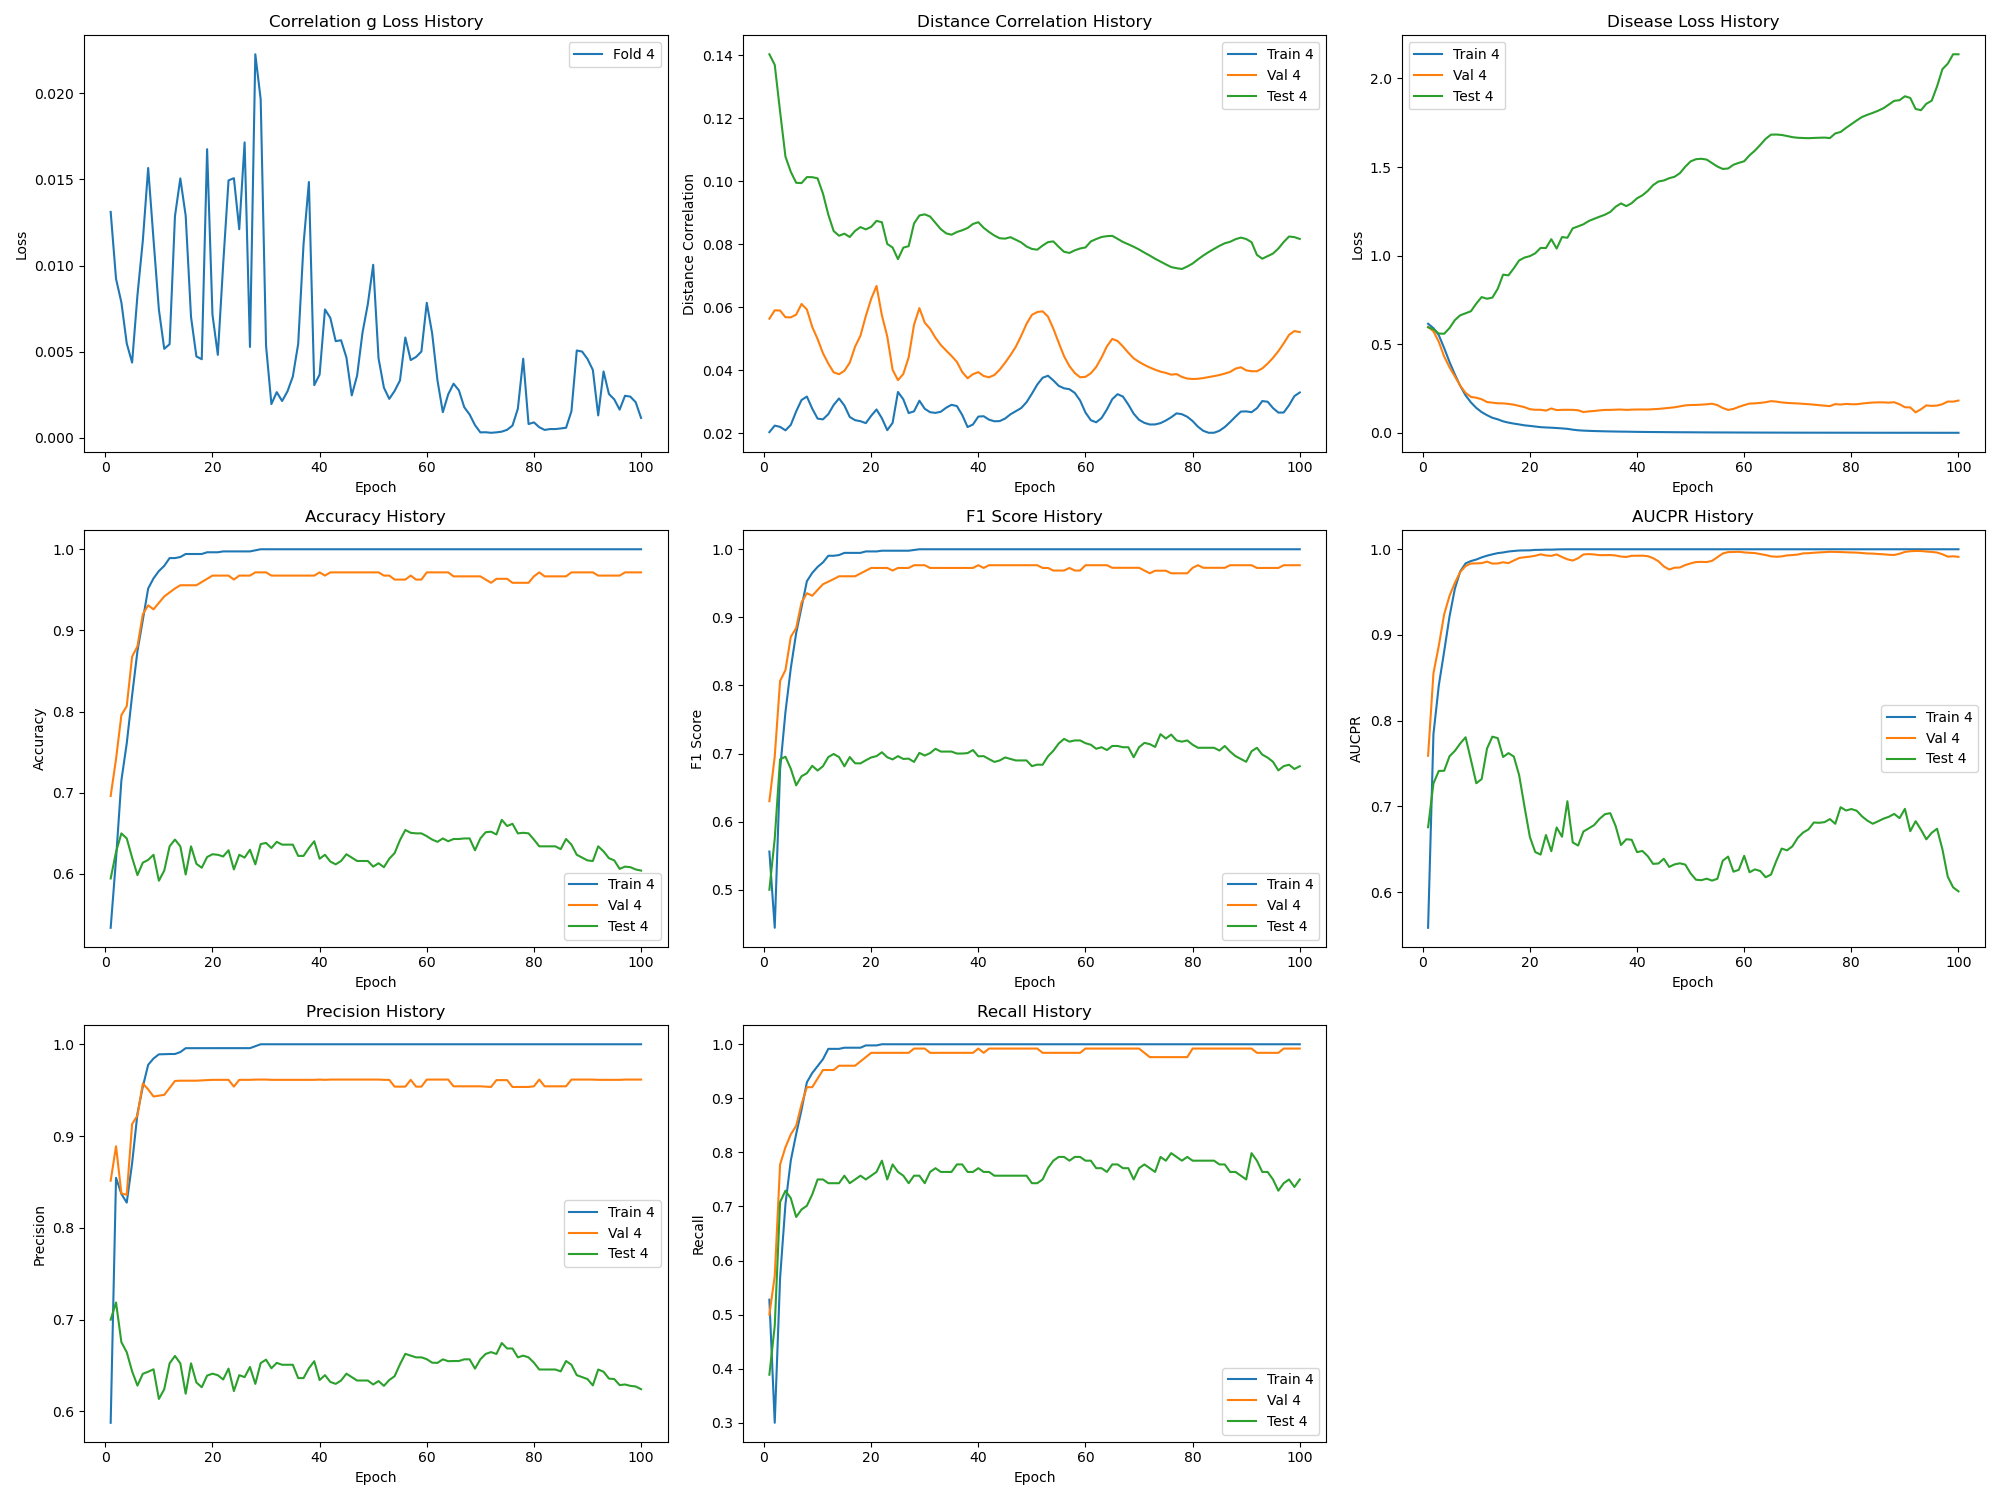 Correlation g Loss History
Loss
0.020
0.015
0.010
0.005
0.000
Fold 4
0 20 40 60 80 100
Epoch
Distance Correlation History
Distance Correlation
0.14
0.12
0.10
0.08
0.06
0.04
0.02
Train 4
Val 4
Test 4
0 20 40 60 80 100
Epoch
Disease Loss History
Loss
2.0
1.5
1.0
0.5
0.0
Train 4
Val 4
Test 4
0 20 40 60 80 100
Epoch
Accuracy History
Accuracy
1.0
0.9
0.8
0.7
0.6
Train 4
Val 4
Test 4
0 20 40 60 80 100
Epoch
F1 Score History
F1 Score
1.0
0.9
0.8
0.7
0.6
0.5
Train 4
Val 4
Test 4
0 20 40 60 80 100
Epoch
AUCPR History
AUCPR
1.0
0.9
0.8
0.7
0.6
Train 4
Val 4
Test 4
0 20 40 60 80 100
Epoch
Precision History
Precision
1.0
0.9
0.8
0.7
0.6
Train 4
Val 4
Test 4
0 20 40 60 80 100
Epoch
Recall History
Recall
1.0
0.9
0.8
0.7
0.6
0.5
0.4
0.3
Train 4
Val 4
Test 4
0 20 40 60 80 100
Epoch